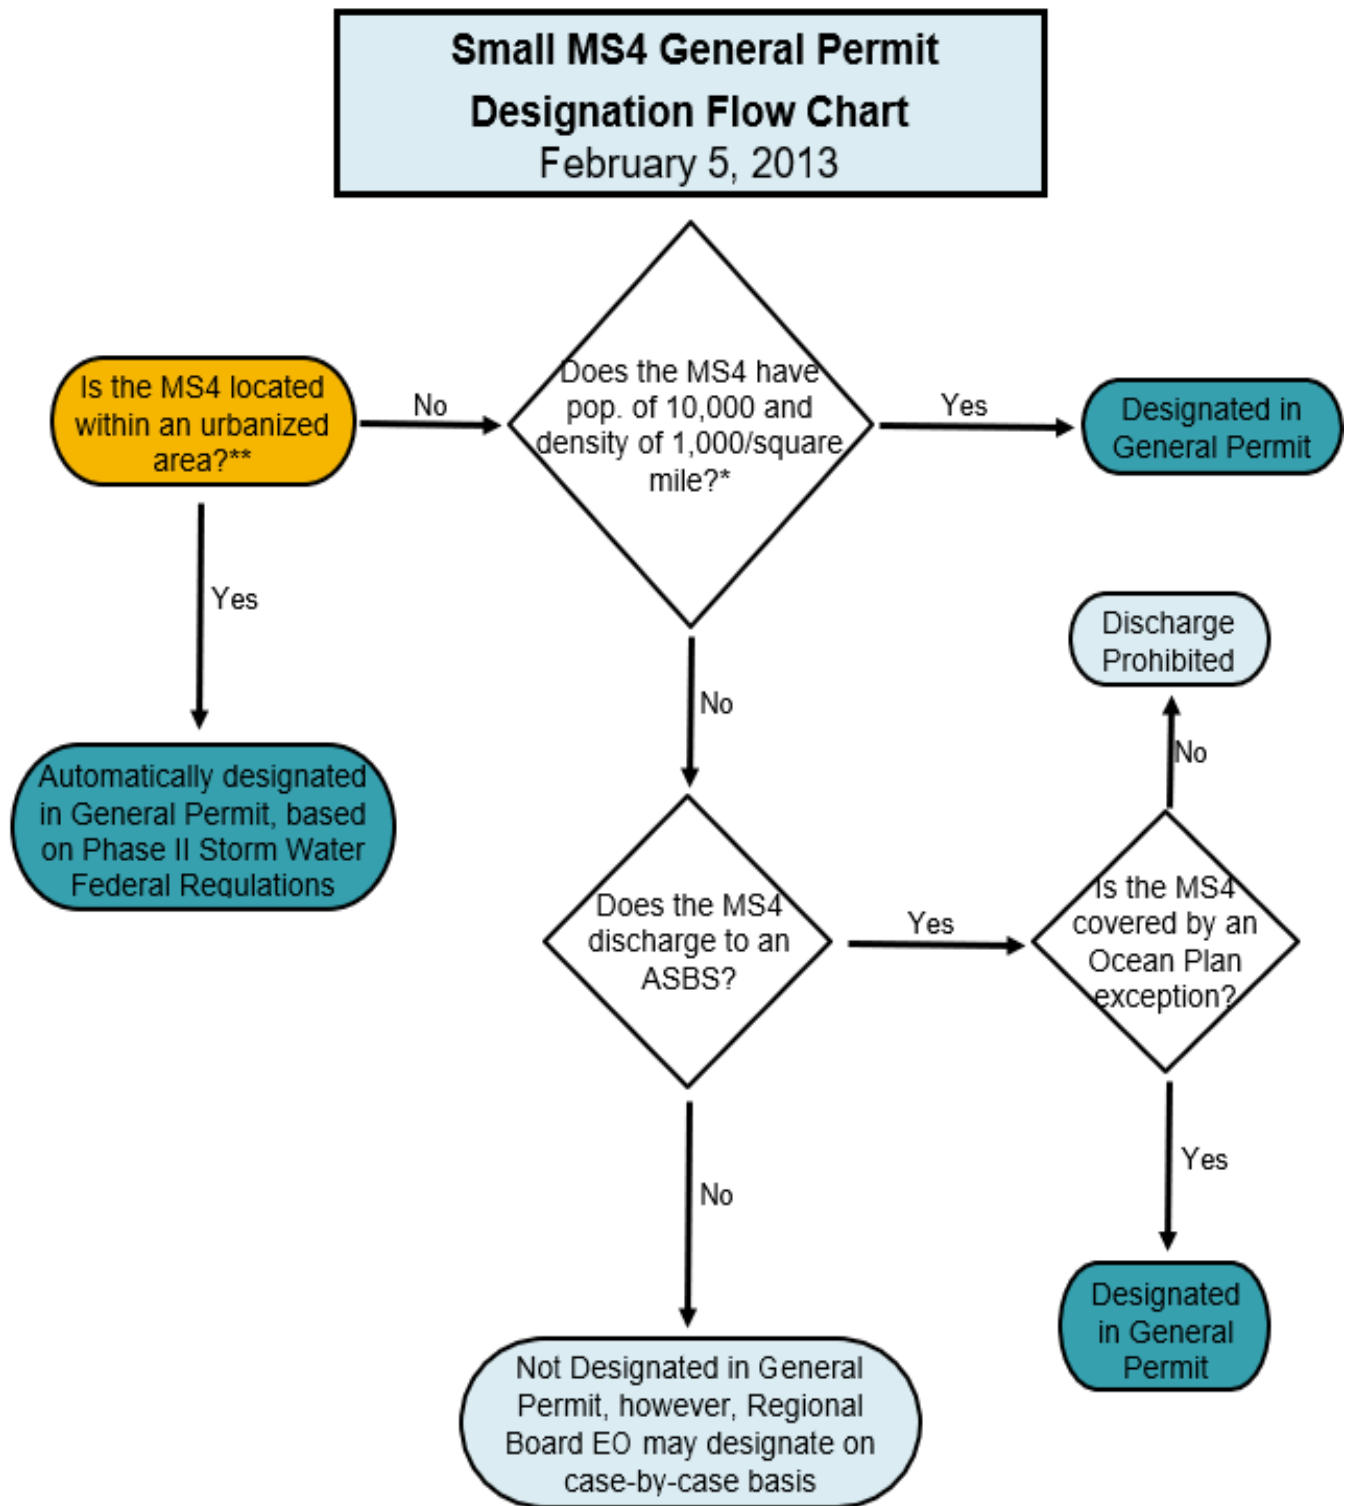 Small MS4 General Permit
Designation Flow Chart
February 5, 2013
Is the MS4 located
within an urbanized
area?**
No
Does the MS4 have
pop. of 10,000 and
density of 1,000/square
mile?*
Yes
Designated in
General Permit
Yes
Automatically designated
in General Permit, based
on Phase II Storm Water
Federal Regulations
No
Discharge
Prohibited
No
Does the MS4
discharge to an
ASBS?
Yes
Is the MS4
covered by an
Ocean Plan
exception?
No
Yes
Not Designated in General
Permit, however, Regional
Board EO may designate on
case-by-case basis
Designated
in General
Permit